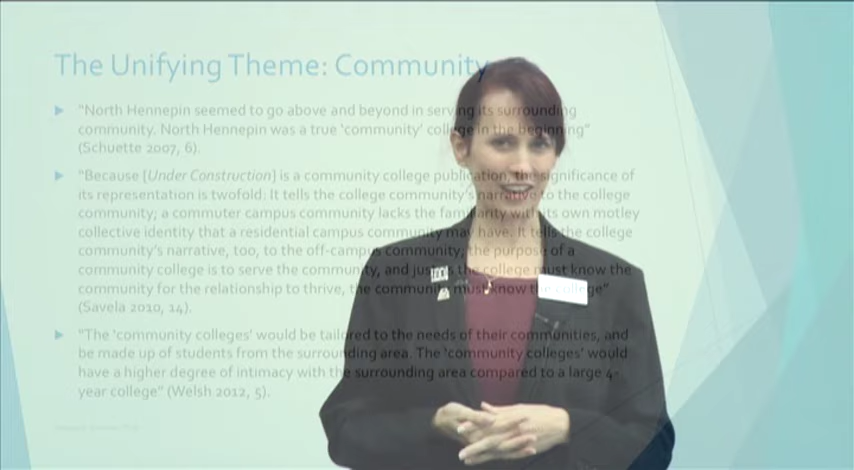 The Unifying Theme: Community
"North Hennepin seemed to go above and beyond in serving its surrounding
community. North Hennepin was a true 'community' college in the beginning"
(Schuette 2007, 6).
"Because [Under Construction] is a community college publication, the significance of
its representation is twofold: It tells the college community's narrative to the college
community; a commuter campus community lacks the familiarity with its own motley
collective identity that a residential campus community may have. It tells the college
community's narrative, too, to the off-campus community; the purpose of a
community college is to serve the community, and just as the college must know the
community for the relationship to thrive, the community must know the college"
(Savela 2010, 14).
"The 'community colleges' would be tailored to the needs of their communities, and
be made up of students from the surrounding area. The 'community colleges' would
have a higher degree of intimacy with the surrounding area compared to a large 4-
year college" (Welsh 2012, 5).